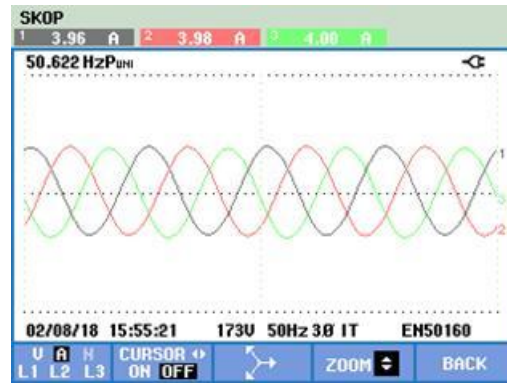 SKOP
1 3.96 A 2 3.98 A 3 4.00 A
50.622 HzPUNI
1
3
2
02/08/18 15:55:21 173V 50Hz 3Ø IT EN50160
V A H CURSOR ZOOM BACK
L1 L2 L3 ON OFF